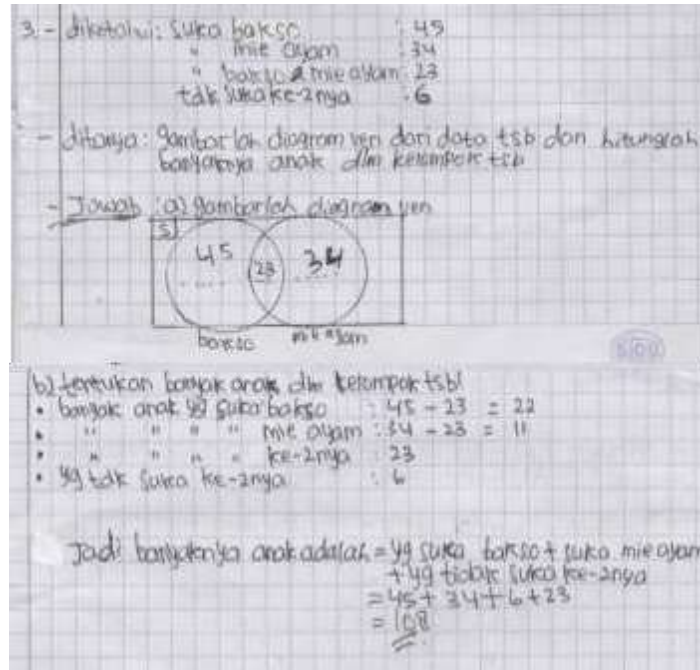 3. - diketahui : suka bakso : 45
" mie ayam : 34
" bakso & mie ayam : 23
tdk suka ke-2nya : 6
- ditanya : gambarlah diagram ven dari data tsb dan hitunglah
banyaknya anak dlm kelompok tsb
- Jawab : a) gambarlah diagram ven
S
45 23 34
bakso mie ayam
b) tentukan banyak anak dlm kelompok tsb!
• banyak anak yg suka bakso : 45 - 23 = 22
• " " " " mie ayam : 34 - 23 = 11
• " " " " ke-2nya : 23
• yg tdk suka ke-2nya : 6
Jadi banyaknya anak adalah = yg suka bakso + suka mie ayam
+ yg tidak suka ke-2nya
= 45 + 34 + 6 + 23
= 108